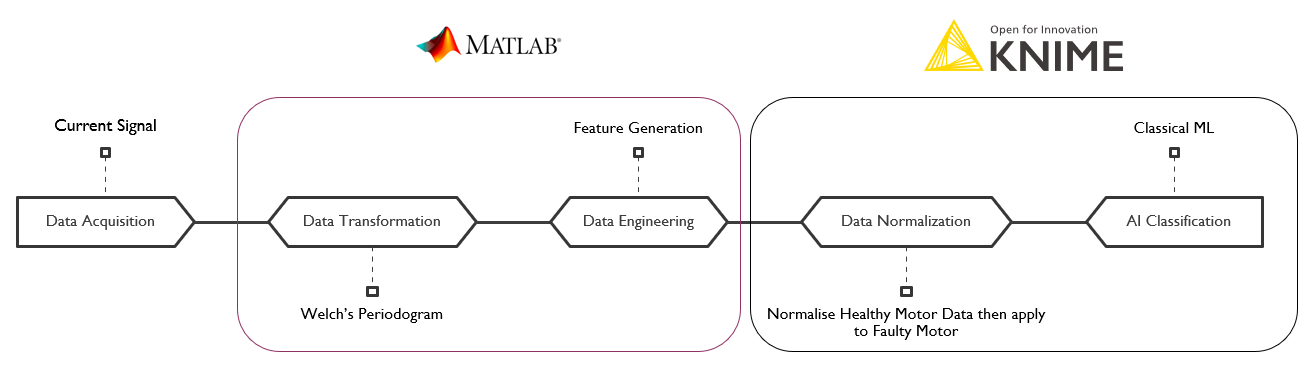 MATLAB®
Open for Innovation
KNIME
Current Signal
Feature Generation
Classical ML
Data Acquisition
Data Transformation
Data Engineering
Data Normalization
AI Classification
Welch's Periodogram
Normalise Healthy Motor Data then apply
to Faulty Motor